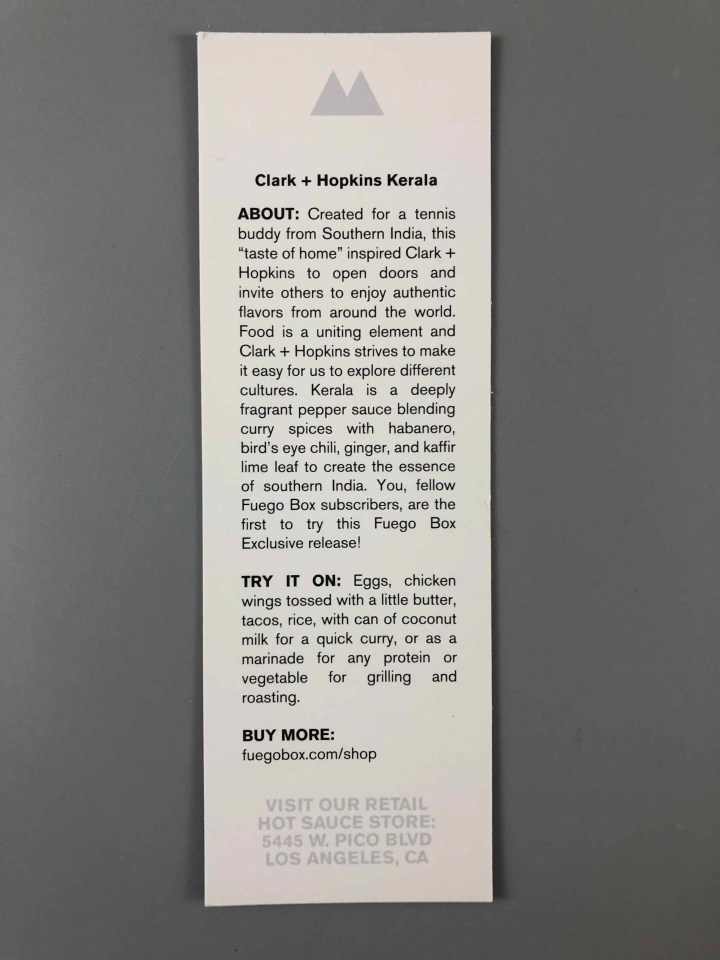 Clark + Hopkins Kerala
ABOUT: Created for a tennis
buddy from Southern India, this
“taste of home” inspired Clark +
Hopkins to open doors and
invite others to enjoy authentic
flavors from around the world.
Food is a uniting element and
Clark + Hopkins strives to make
it easy for us to explore different
cultures. Kerala is a deeply
fragrant pepper sauce blending
curry spices with habanero,
bird’s eye chili, ginger, and kaffir
lime leaf to create the essence
of southern India. You, fellow
Fuego Box subscribers, are the
first to try this Fuego Box
Exclusive release!
TRY IT ON: Eggs, chicken
wings tossed with a little butter,
tacos, rice, with can of coconut
milk for a quick curry, or as a
marinade for any protein or
vegetable for grilling and
roasting.
BUY MORE:
fuegobox.com/shop
VISIT OUR RETAIL
HOT SAUCE STORE:
5445 W. PICO BLVD
LOS ANGELES, CA